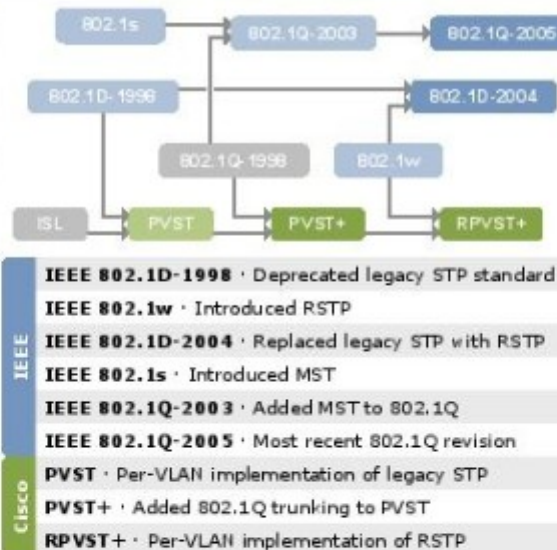 802.1s
802.1Q-2003
802.1Q-2005
802.1D-1998
802.1D-2004
802.1Q-1998
802.1w
ISL
PVST
PVST+
RPVST+
IEEE
IEEE 802.1D-1998 · Deprecated legacy STP standard
IEEE 802.1w · Introduced RSTP
IEEE 802.1D-2004 · Replaced legacy STP with RSTP
IEEE 802.1s · Introduced MST
IEEE 802.1Q-2003 · Added MST to 802.1Q
IEEE 802.1Q-2005 · Most recent 802.1Q revision
Cisco
PVST · Per-VLAN implementation of legacy STP
PVST+ · Added 802.1Q trunking to PVST
RPVST+ · Per-VLAN implementation of RSTP